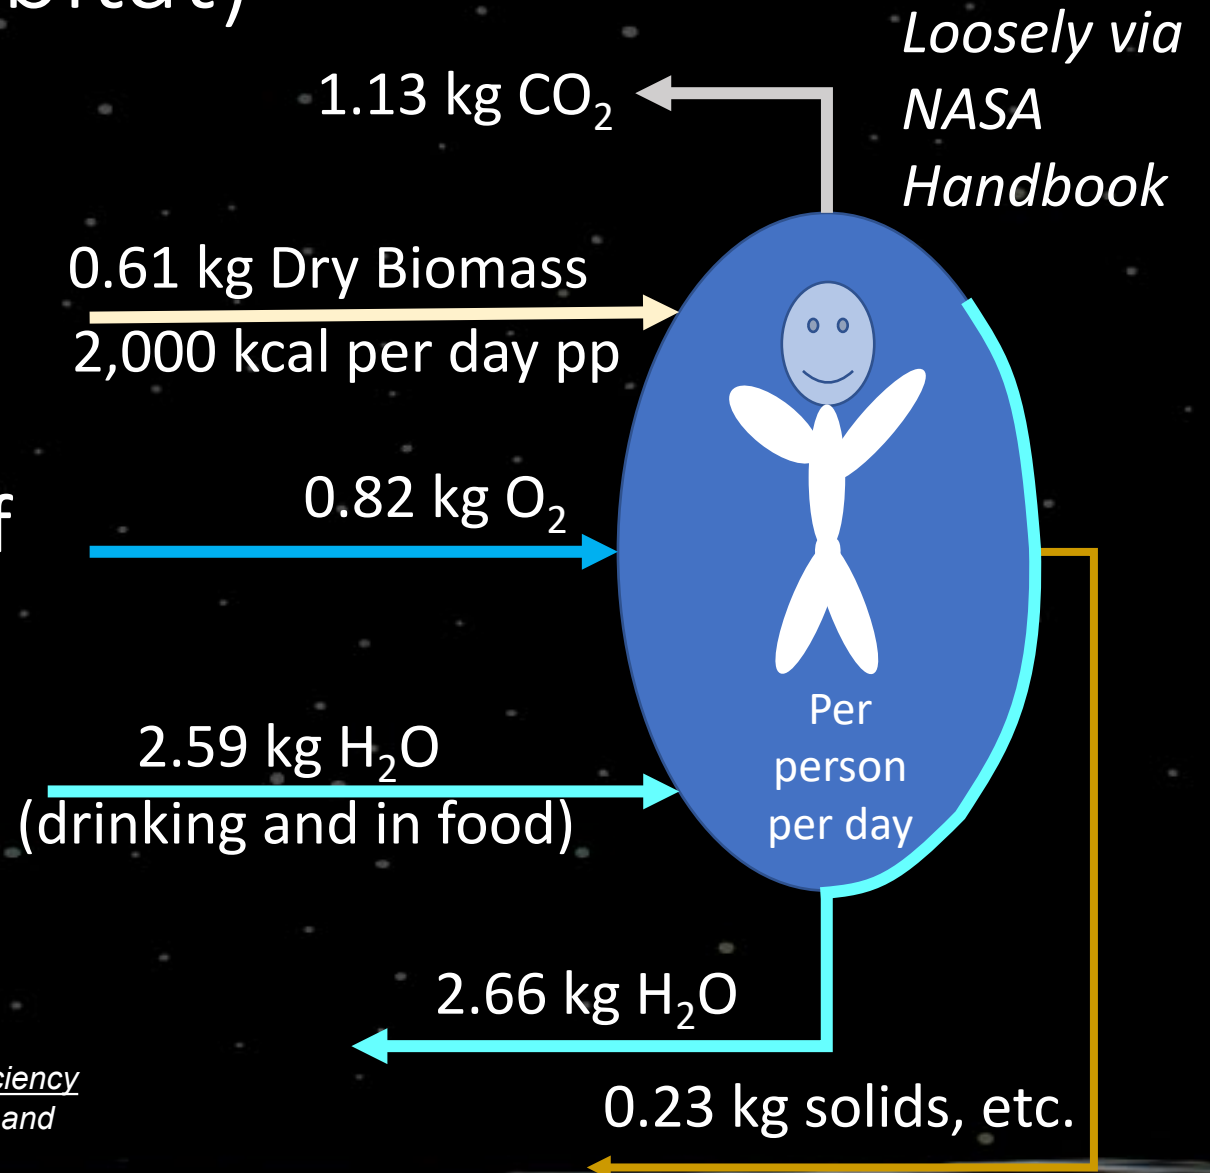 Loosely via
NASA
Handbook
1.13 kg CO₂
0.61 kg Dry Biomass
2,000 kcal per day pp
0.82 kg O₂
2.59 kg H₂O
(drinking and in food)
Per
person
per day
2.66 kg H₂O
and
0.23 kg solids, etc.